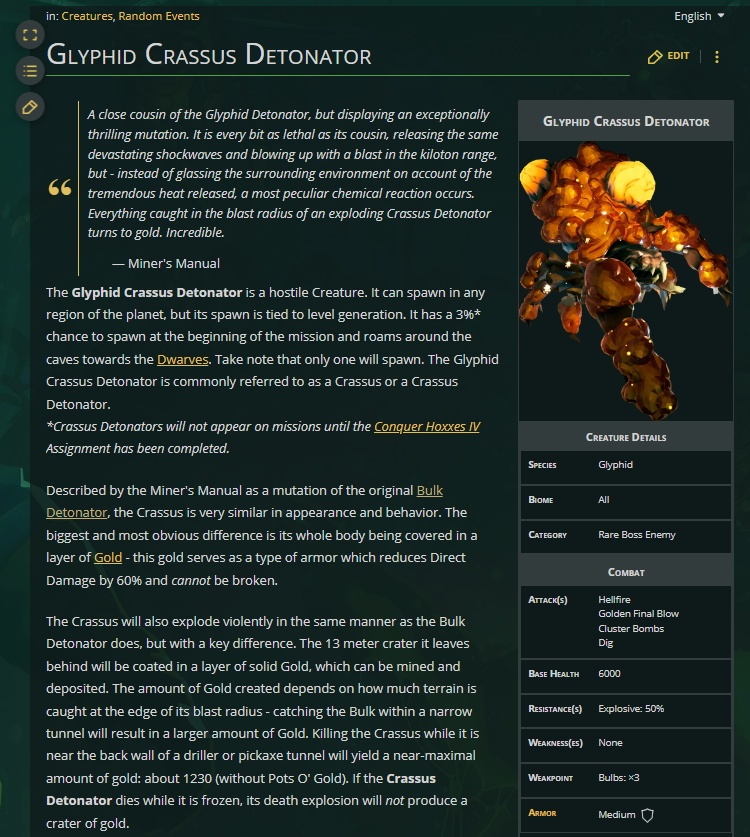 in: Creatures, Random Events
English
Glyphid Crassus Detonator
EDIT
A close cousin of the Glyphid Detonator, but displaying an exceptionally
thrilling mutation. It is every bit as lethal as its cousin, releasing the same
devastating shockwaves and blowing up with a blast in the kiloton range,
but - instead of glassing the surrounding environment on account of the
tremendous heat released, a most peculiar chemical reaction occurs.
Everything caught in the blast radius of an exploding Crassus Detonator
turns to gold. Incredible.
— Miner's Manual
The Glyphid Crassus Detonator is a hostile Creature. It can spawn in any
region of the planet, but its spawn is tied to level generation. It has a 3%*
chance to spawn at the beginning of the mission and roams around the
caves towards the Dwarves. Take note that only one will spawn. The Glyphid
Crassus Detonator is commonly referred to as a Crassus or a Crassus
Detonator.
*Crassus Detonators will not appear on missions until the Conquer Hoxxes IV
Assignment has been completed.
Described by the Miner's Manual as a mutation of the original Bulk
Detonator, the Crassus is very similar in appearance and behavior. The
biggest and most obvious difference is its whole body being covered in a
layer of Gold - this gold serves as a type of armor which reduces Direct
Damage by 60% and cannot be broken.
The Crassus will also explode violently in the same manner as the Bulk
Detonator does, but with a key difference. The 13 meter crater it leaves
behind will be coated in a layer of solid Gold, which can be mined and
deposited. The amount of Gold created depends on how much terrain is
caught at the edge of its blast radius - catching the Bulk within a narrow
tunnel will result in a larger amount of Gold. Killing the Crassus while it is
near the back wall of a driller or pickaxe tunnel will yield a near-maximal
amount of gold: about 1230 (without Pots O' Gold). If the Crassus
Detonator dies while it is frozen, its death explosion will not produce a
crater of gold.
Glyphid Crassus Detonator
Creature Details
Species Glyphid
Biome All
Category Rare Boss Enemy
Combat
Attack(s) Hellfire
Golden Final Blow
Cluster Bombs
Dig
Base Health 6000
Resistance(s) Explosive: 50%
Weakness(es) None
Weakpoint Bulbs: ×3
Armor Medium